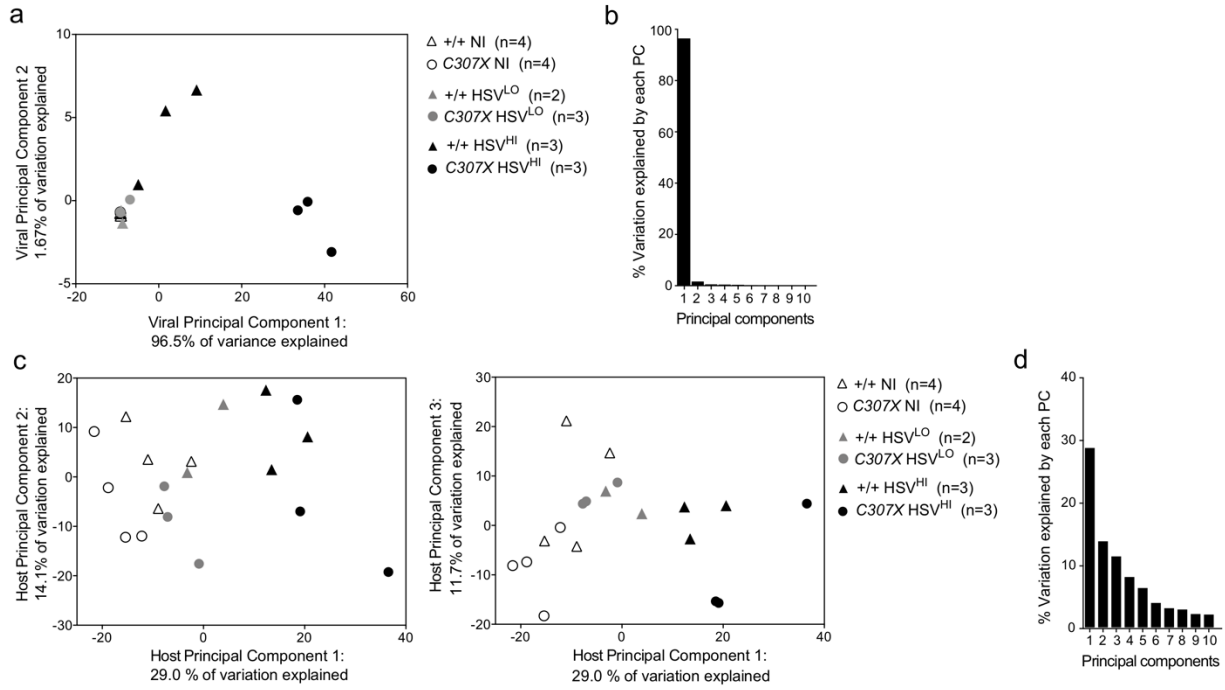 a
Viral Principal Component 2
1.67% of variation explained
10
5
0
-5
-20
0
20
40
60
Viral Principal Component 1:
96.5% of variance explained
+/+ NI (n=4)
C307X NI (n=4)
+/+ HSVLO (n=2)
C307X HSVLO (n=3)
+/+ HSVHI (n=3)
C307X HSVHI (n=3)
b
% Variation explained by each PC
100
80
60
40
20
0
1 2 3 4 5 6 7 8 9 10
Principal components
c
Host Principal Component 2:
14.1% of variation explained
20
10
0
-10
-20
-30
-20
0
20
40
Host Principal Component 1:
29.0 % of variation explained
Host Principal Component 3:
11.7% of variation explained
30
20
10
0
-10
-20
-20
0
20
40
Host Principal Component 1:
29.0 % of variation explained
+/+ NI (n=4)
C307X NI (n=4)
+/+ HSVLO (n=2)
C307X HSVLO (n=3)
+/+ HSVHI (n=3)
C307X HSVHI (n=3)
d
% Variation explained by each PC
40
30
20
10
0
1 2 3 4 5 6 7 8 9 10
Principal components